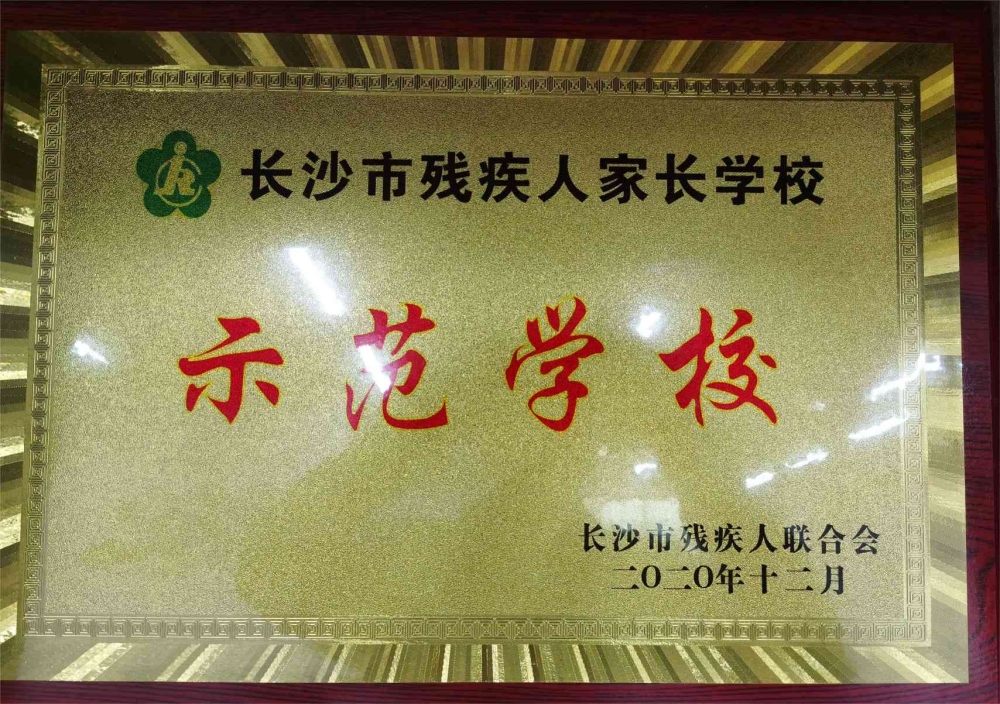 长沙市残疾人家长学校
示范学校
长沙市残疾人联合会
二〇二〇年十二月